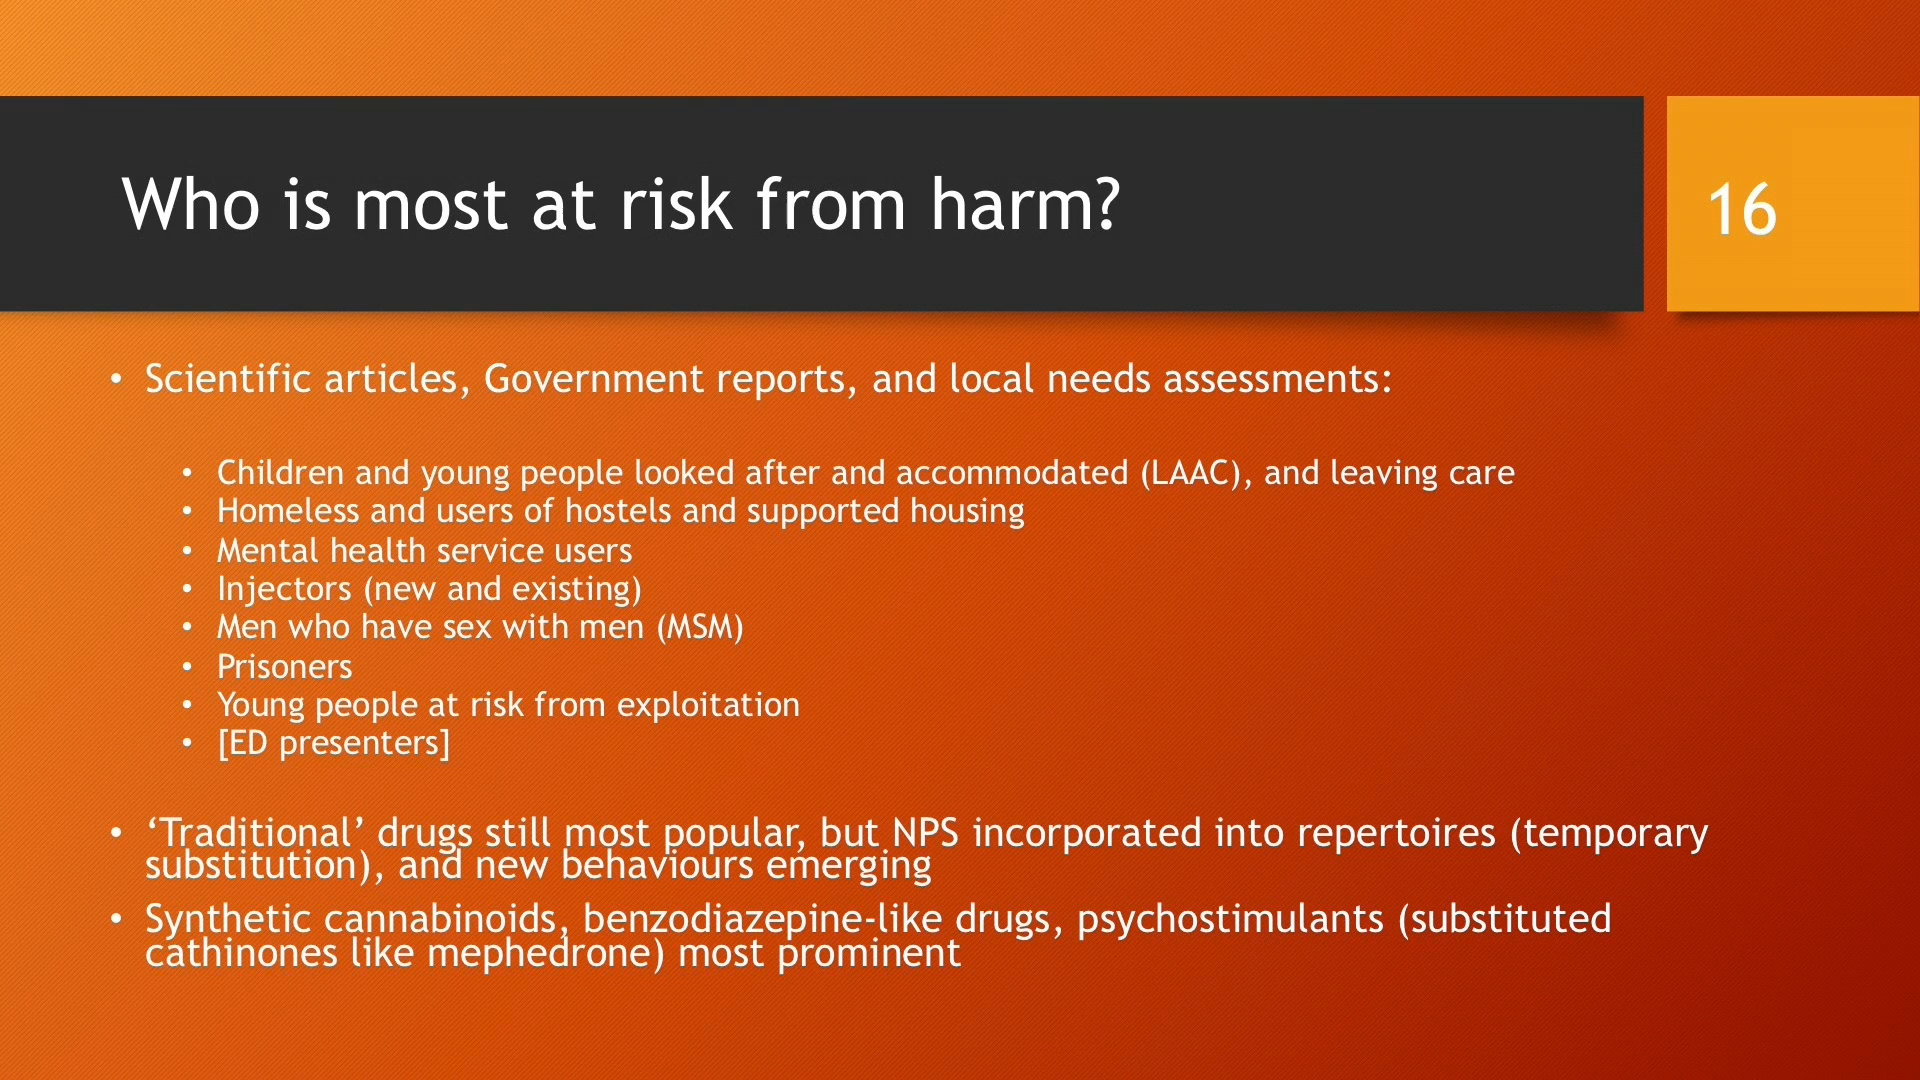 Who is most at risk from harm?
16
• Scientific articles, Government reports, and local needs assessments:
• Children and young people looked after and accommodated (LAAC), and leaving care
• Homeless and users of hostels and supported housing
• Mental health service users
• Injectors (new and existing)
• Men who have sex with men (MSM)
• Prisoners
• Young people at risk from exploitation
• [ED presenters]
• ‘Traditional’ drugs still most popular, but NPS incorporated into repertoires (temporary
substitution), and new behaviours emerging
• Synthetic cannabinoids, benzodiazepine-like drugs, psychostimulants (substituted
cathinones like mephedrone) most prominent